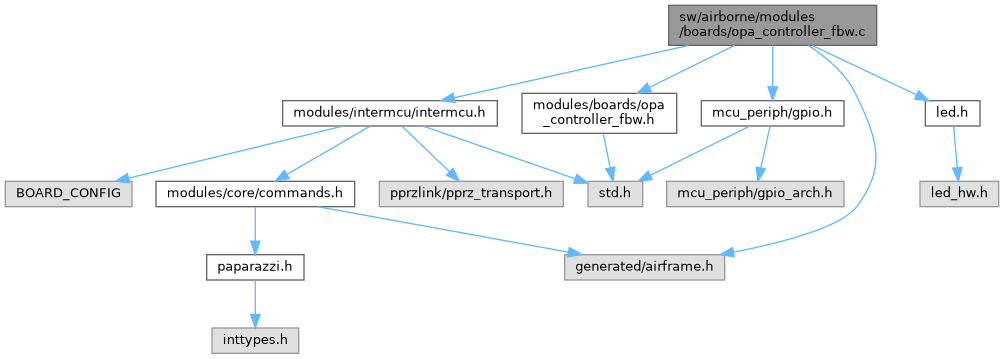 sw/airborne/modules
/boards/opa_controller_fbw.c
modules/intermcu/intermcu.h
modules/boards/opa
_controller_fbw.h
mcu_periph/gpio.h
led.h
BOARD_CONFIG
modules/core/commands.h
pprzlink/pprz_transport.h
std.h
mcu_periph/gpio_arch.h
led_hw.h
paparazzi.h
generated/airframe.h
inttypes.h